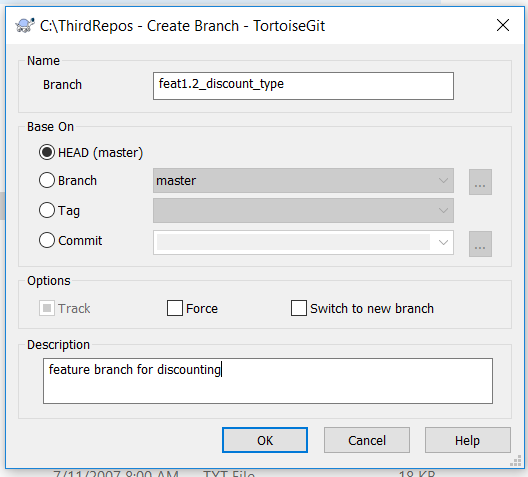 C:\ThirdRepos - Create Branch - TortoiseGit
Name
Branch feat1.2_discount_type
Base On
HEAD (master)
Branch master ...
Tag
Commit ...
Options
Track Force Switch to new branch
Description
feature branch for discounting
OK Cancel Help
7/11/2007 8:00 AM TXT File 18 KB